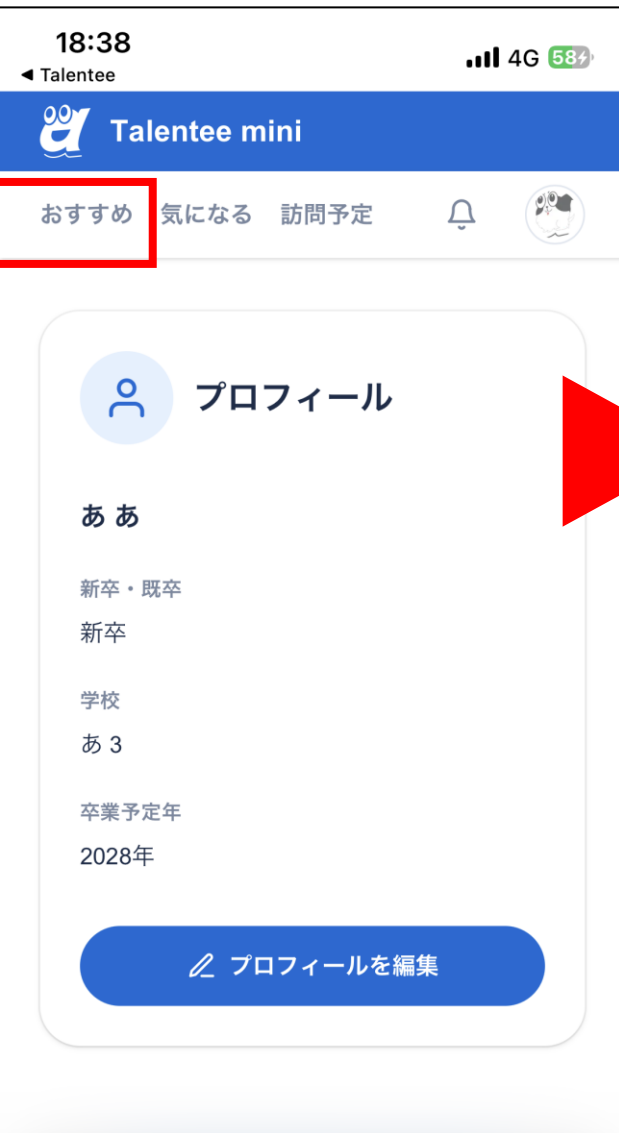 18:38
4G 58
◀ Talentee
Talentee mini
おすすめ 気になる 訪問予定
プロフィール
あ あ
新卒・既卒
新卒
学校
あ 3
卒業予定年
2028年
プロフィールを編集